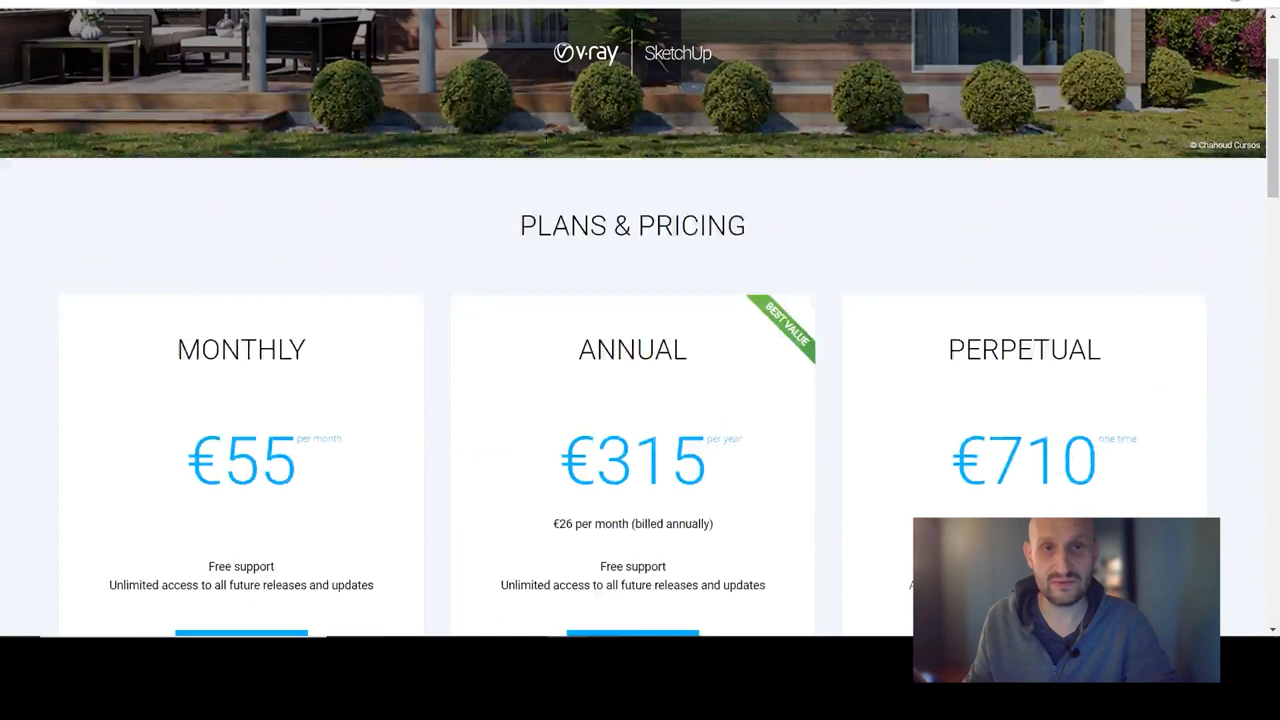 v·ray | SketchUp
© Chahoud Cursos
PLANS & PRICING
MONTHLY
€55 per month
Free support
Unlimited access to all future releases and updates
BEST VALUE
ANNUAL
€315 per year
€26 per month (billed annually)
Free support
Unlimited access to all future releases and updates
PERPETUAL
€710 one time